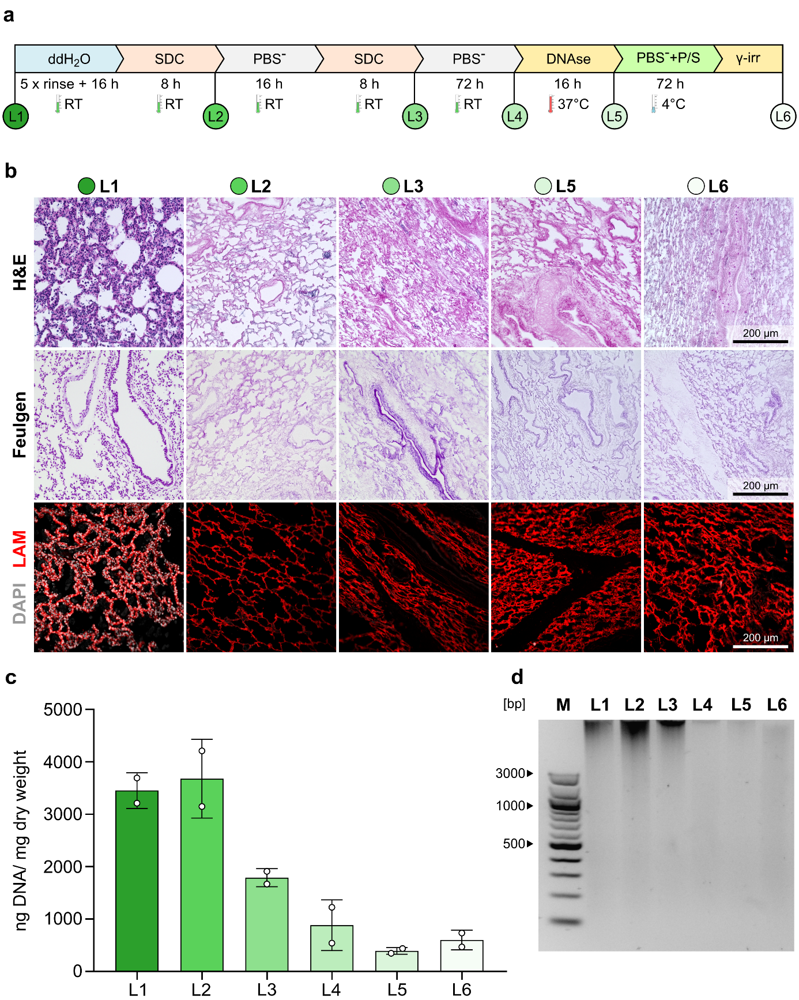 a
ddH₂O SDC PBS⁻ SDC PBS⁻ DNAse PBS⁻+P/S γ-irr
5 x rinse + 16 h 8 h 16 h 8 h 72 h 16 h 72 h
RT RT RT RT RT 37°C 4°C
L1 L2 L3 L4 L5 L6
b
L1 L2 L3 L5 L6
H&E
200 µm
Feulgen
200 µm
DAPI LAM
200 µm
c
ng DNA/ mg dry weight
5000
4000
3000
2000
1000
0
L1 L2 L3 L4 L5 L6
d
[bp] M L1 L2 L3 L4 L5 L6
3000
1000
500